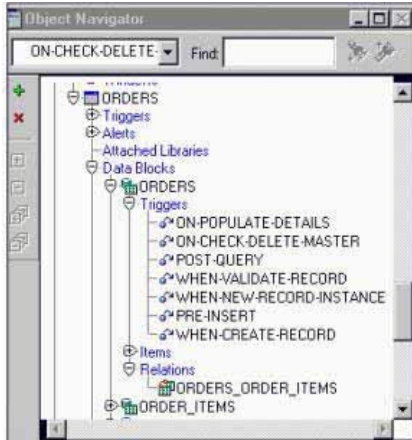 Object Navigator
ON-CHECK-DELETE- Find:
ORDERS
Triggers
Alerts
Attached Libraries
Data Blocks
ORDERS
Triggers
ON-POPULATE-DETAILS
ON-CHECK-DELETE-MASTER
POST-QUERY
WHEN-VALIDATE-RECORD
WHEN-NEW-RECORD-INSTANCE
PRE-INSERT
WHEN-CREATE-RECORD
Items
Relations
ORDERS_ORDER_ITEMS
ORDER_ITEMS